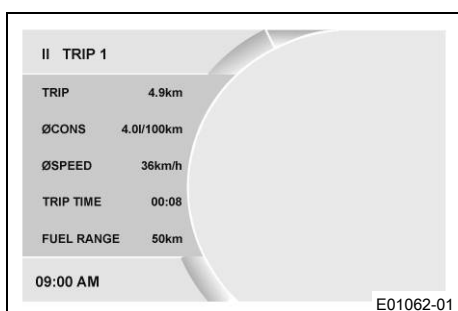 II TRIP 1
TRIP 4.9km
ØCONS 4.0l/100km
ØSPEED 36km/h
TRIP TIME 00:08
FUEL RANGE 50km
09:00 AM
E01062-01